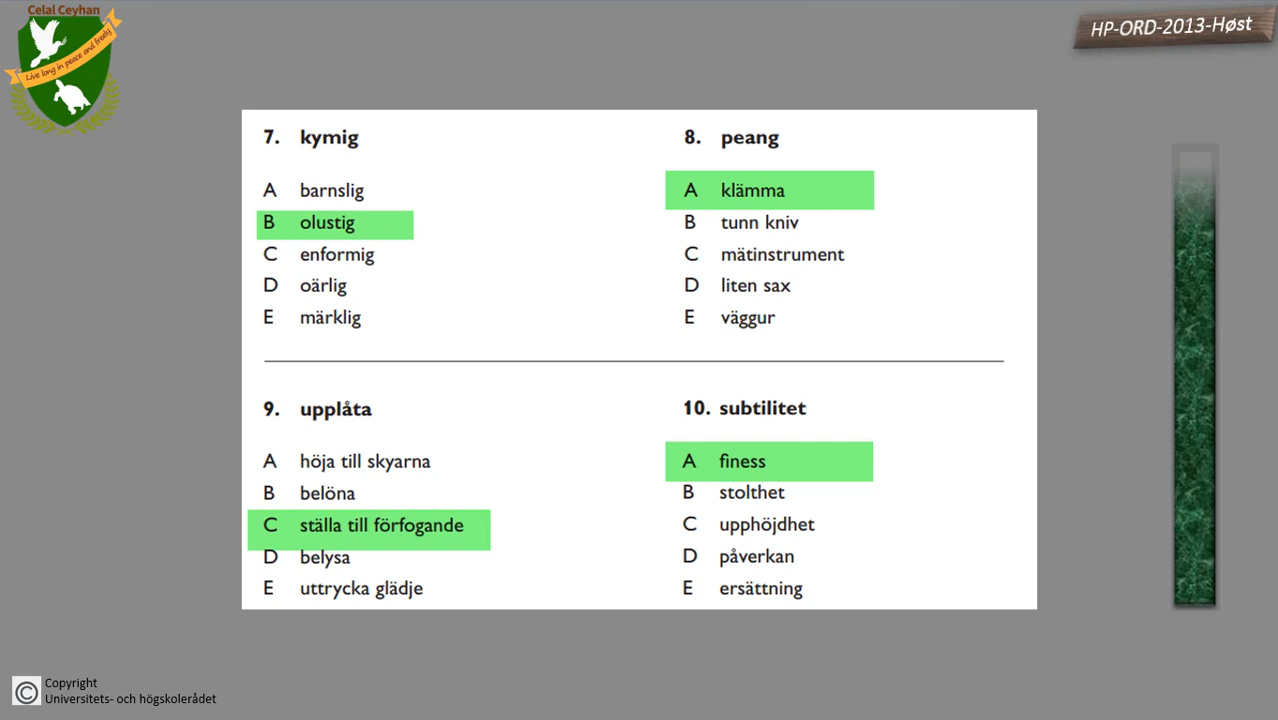 Celal Ceyhan
Live long in peace and freely
HP-ORD-2013-Høst
7. kymig
A barnslig
B olustig
C enformig
D oärlig
E märklig
8. peang
A klämma
B tunn kniv
C mätinstrument
D liten sax
E väggur
9. upplåta
A höja till skyarna
B belöna
C ställa till förfogande
D belysa
E uttrycka glädje
10. subtilitet
A finess
B stolthet
C upphöjdhet
D påverkan
E ersättning
© Copyright
Universitets- och högskolerådet